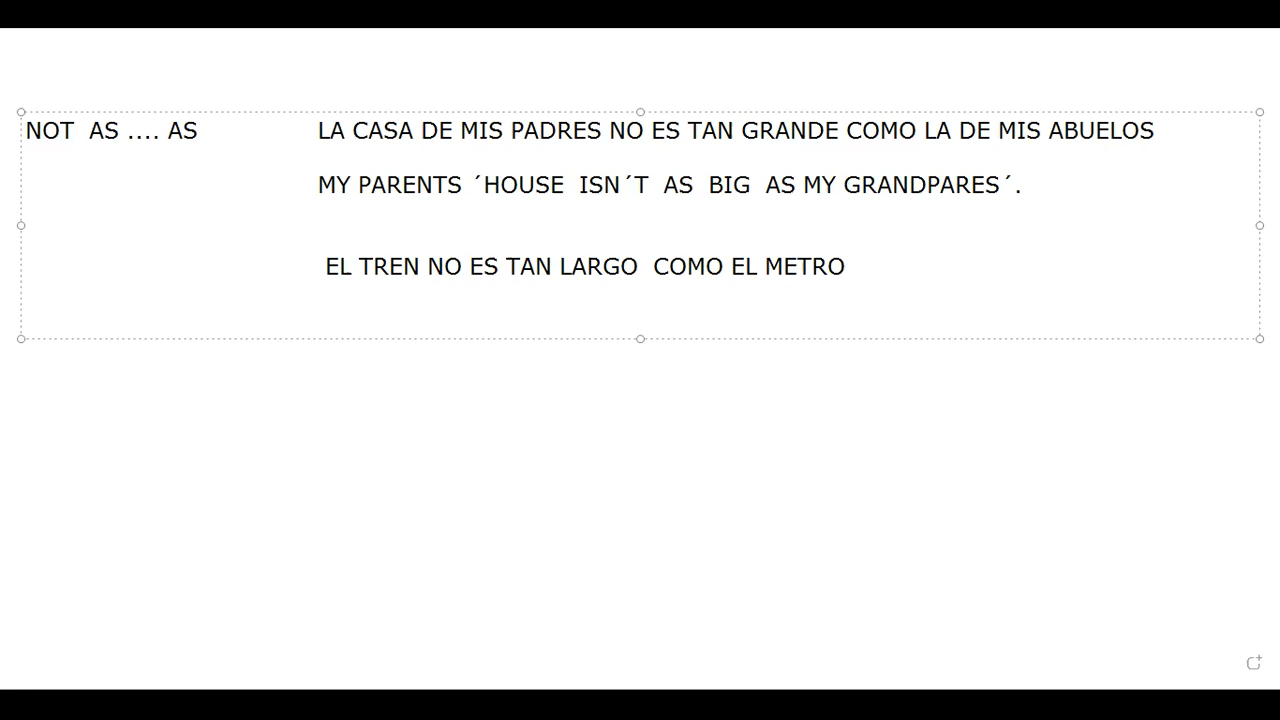 NOT AS .... AS LA CASA DE MIS PADRES NO ES TAN GRANDE COMO LA DE MIS ABUELOS
MY PARENTS ´HOUSE ISN´T AS BIG AS MY GRANDPARES´.
EL TREN NO ES TAN LARGO COMO EL METRO